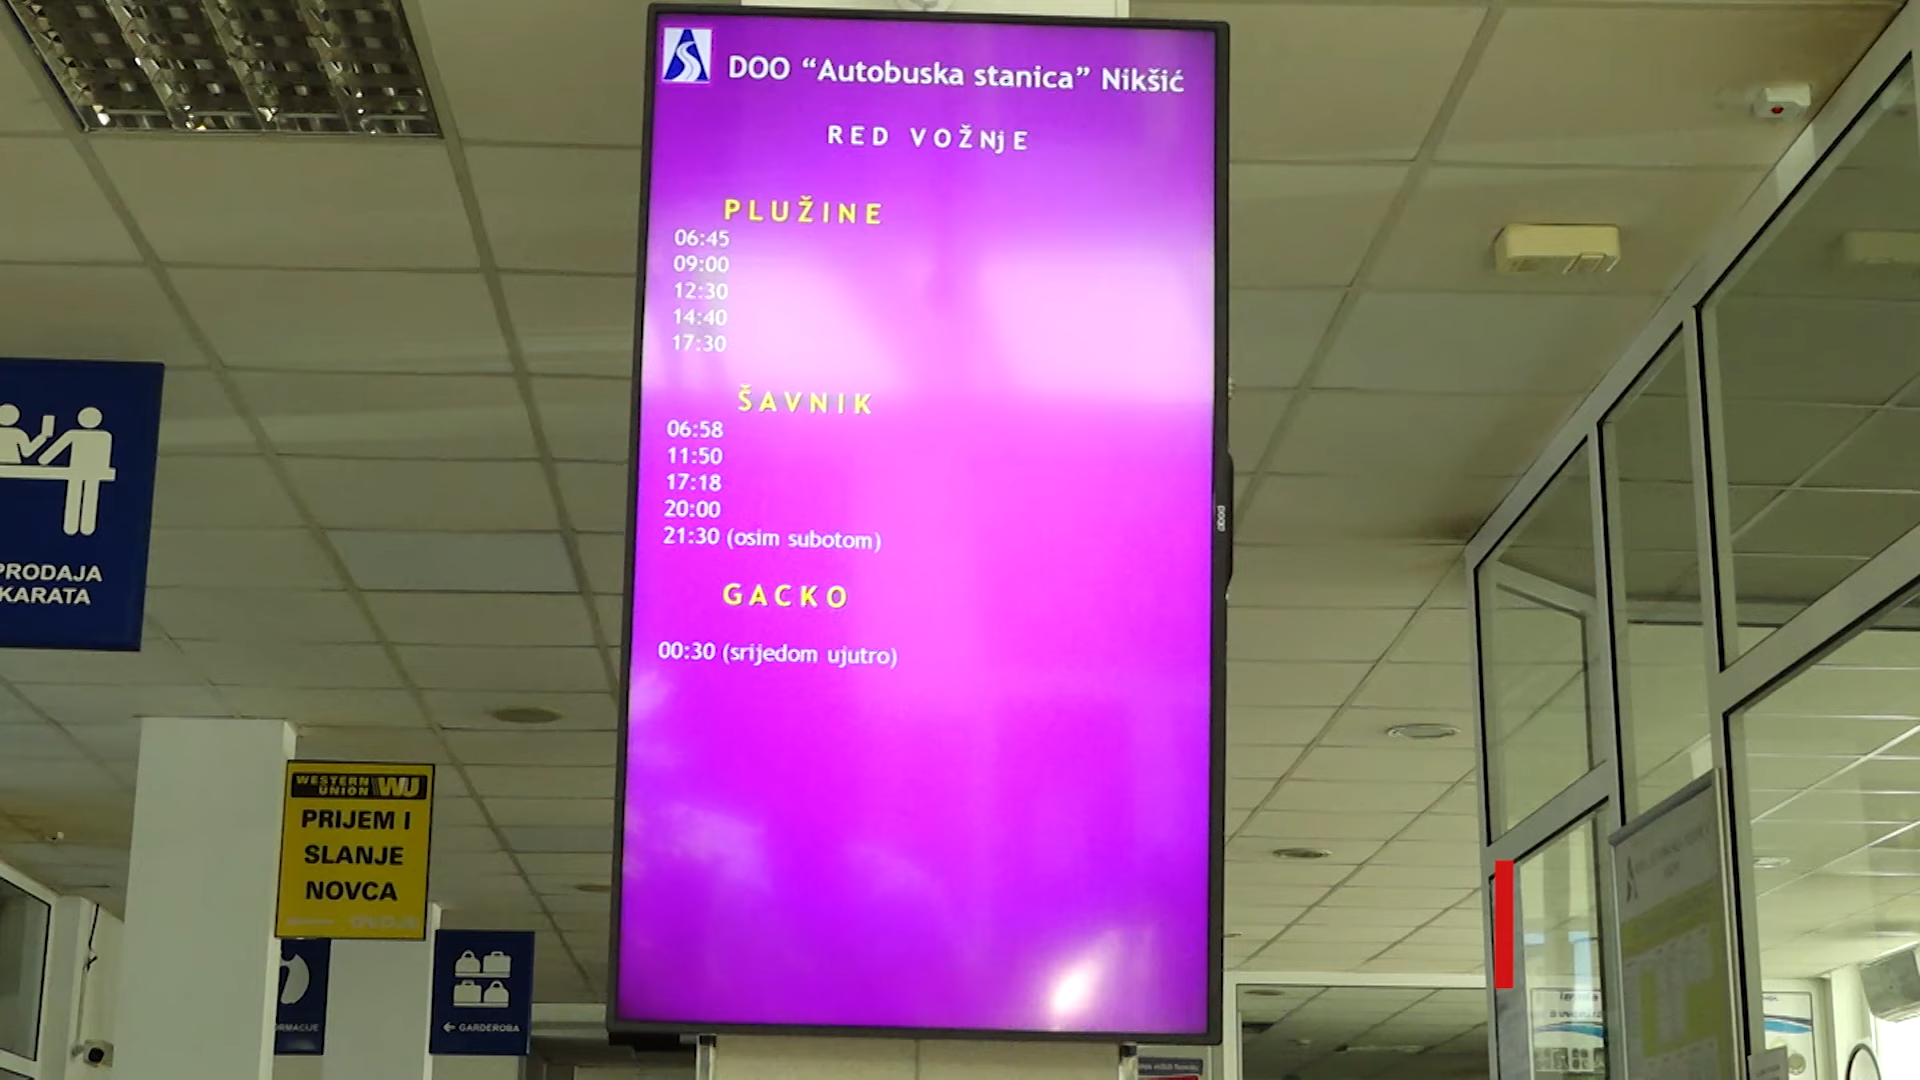 DOO “Autobuska stanica” Nikšić
RED VOŽNjE
PLUŽINE
06:45
09:00
12:30
14:40
17:30
ŠAVNIK
06:58
11:50
17:18
20:00
21:30 (osim subotom)
GACKO
00:30 (srijedom ujutro)
PRODAJA
KARATA
WESTERN
UNION WU
PRIJEM I
SLANJE
NOVCA
GARDEROBA